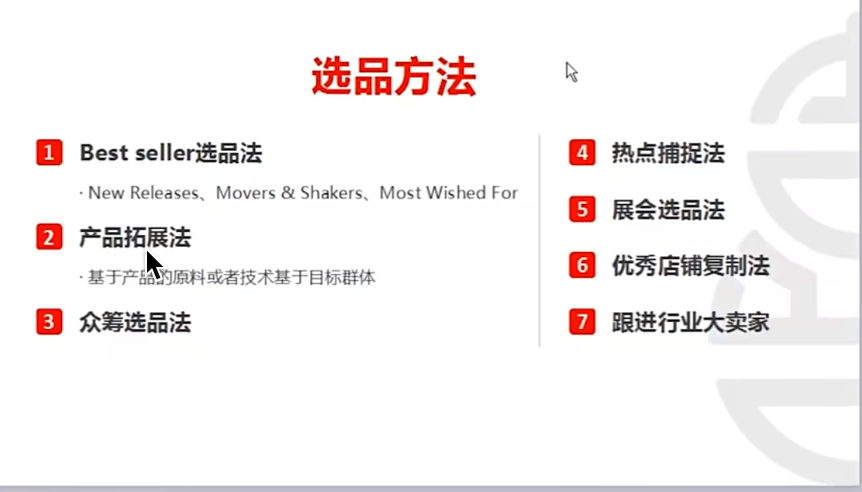 选品方法
1 Best seller选品法
· New Releases、Movers & Shakers、Most Wished For
2 产品拓展法
· 基于产品的原料或者技术基于目标群体
3 众筹选品法
4 热点捕捉法
5 展会选品法
6 优秀店铺复制法
7 跟进行业大卖家